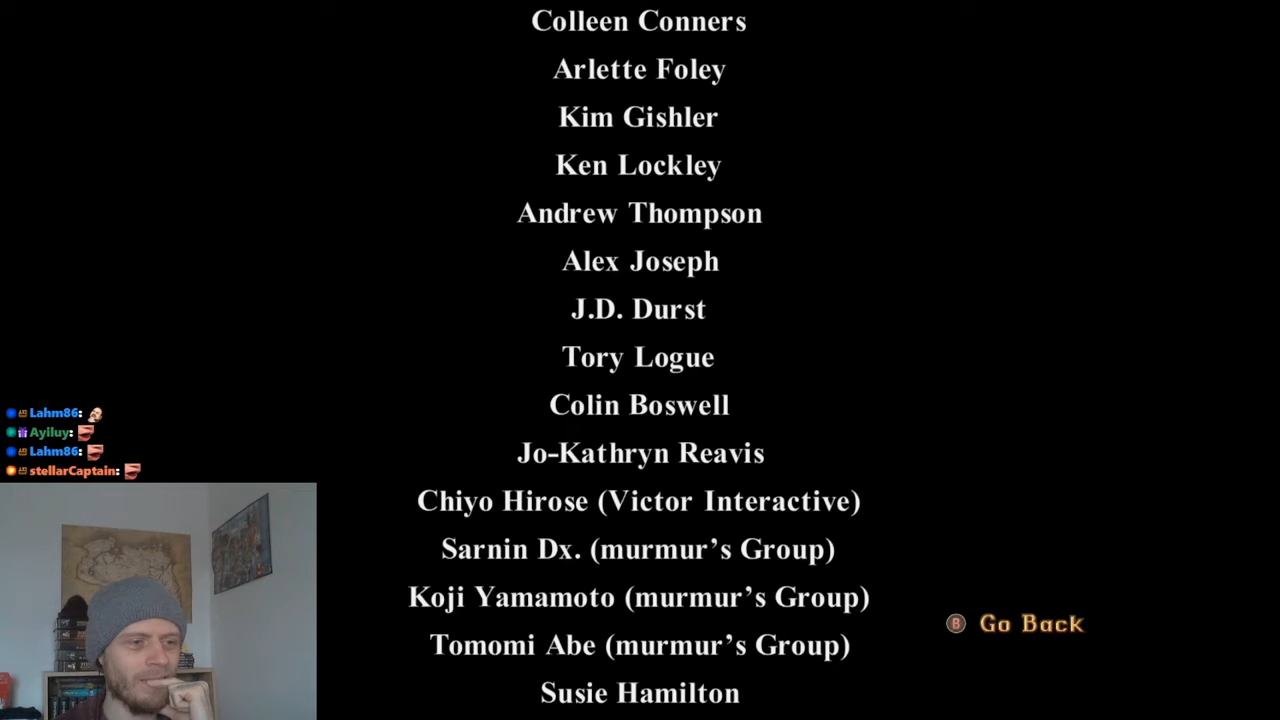 Colleen Conners
Arlette Foley
Kim Gishler
Ken Lockley
Andrew Thompson
Alex Joseph
J.D. Durst
Tory Logue
Colin Boswell
Jo-Kathryn Reavis
Chiyo Hirose (Victor Interactive)
Sarnin Dx. (murmur’s Group)
Koji Yamamoto (murmur’s Group)
Tomomi Abe (murmur’s Group)
Susie Hamilton
B Go Back
Lahm86:
Ayiluy:
Lahm86:
stellarCaptain: